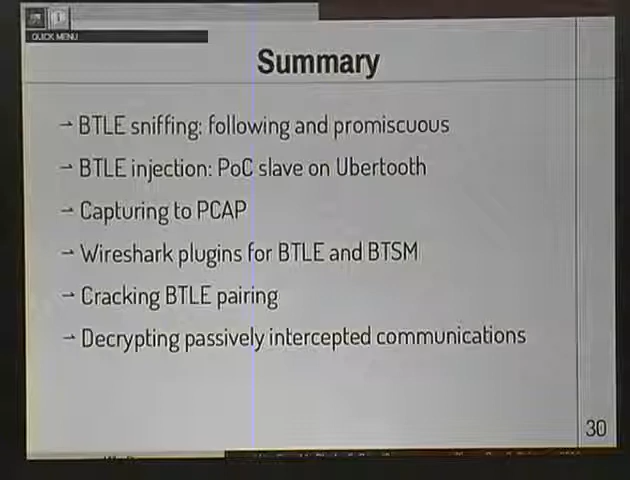 QUICK MENU
Summary
→ BTLE sniffing: following and promiscuous
→ BTLE injection: PoC slave on Ubertooth
→ Capturing to PCAP
→ Wireshark plugins for BTLE and BTSM
→ Cracking BTLE pairing
→ Decrypting passively intercepted communications
30